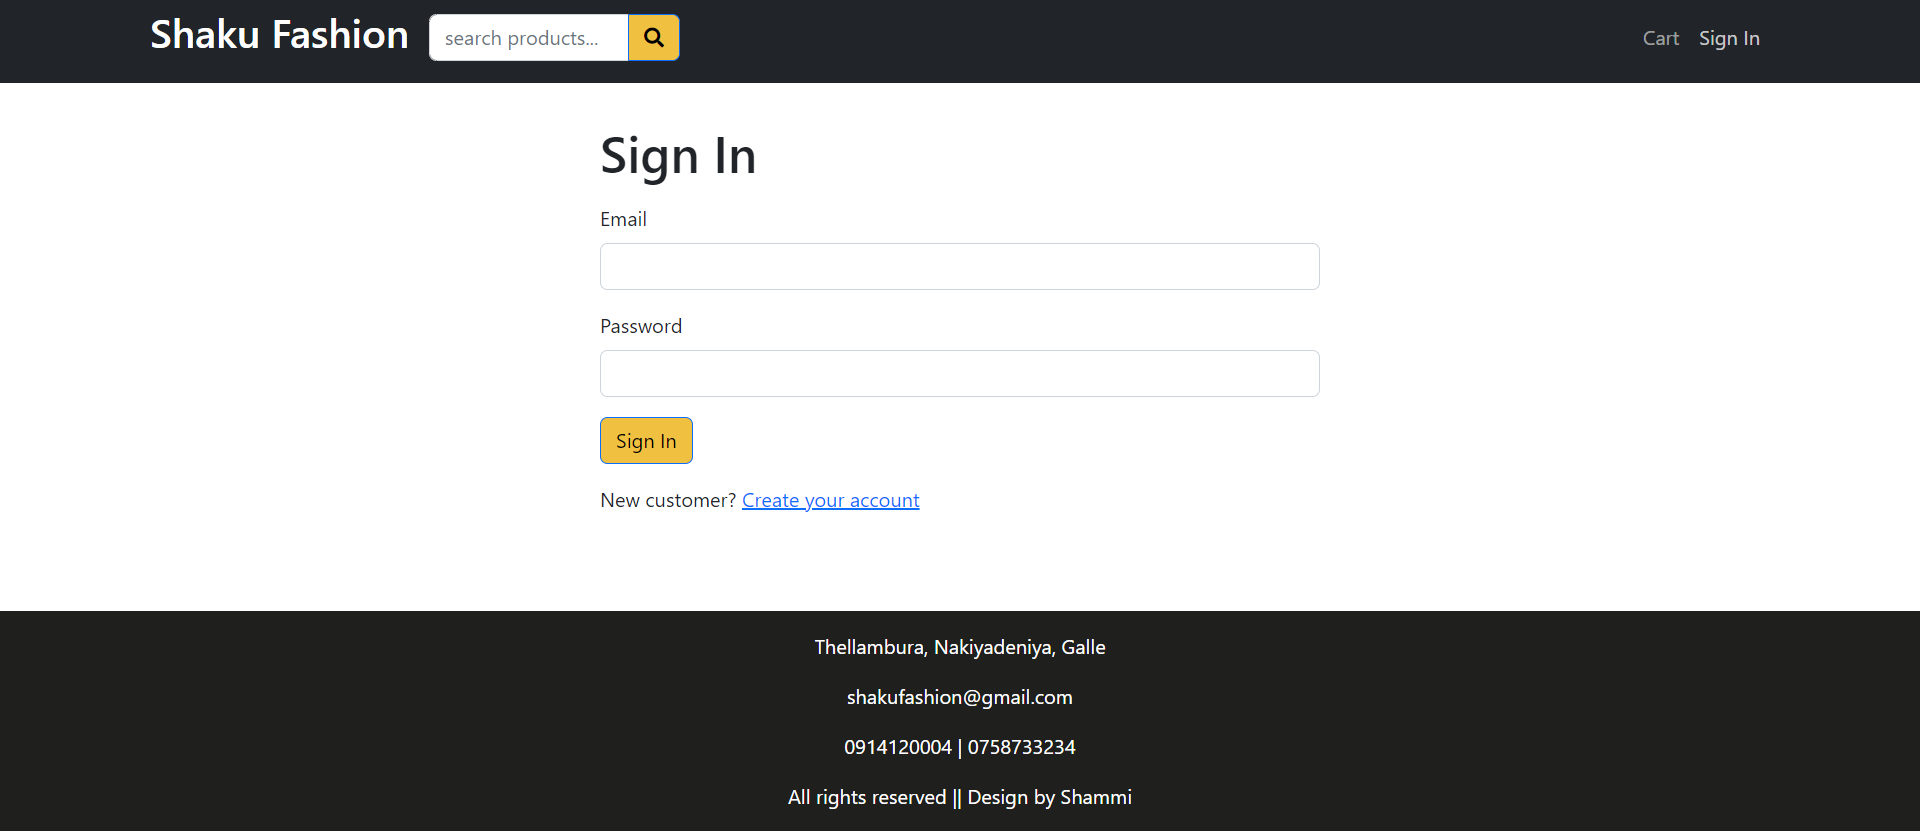 Shaku Fashion search products... Cart Sign In
Sign In
Email
Password
Sign In
New customer? Create your account
Thellambura, Nakiyadeniya, Galle
shakufashion@gmail.com
0914120004 | 0758733234
All rights reserved || Design by Shammi